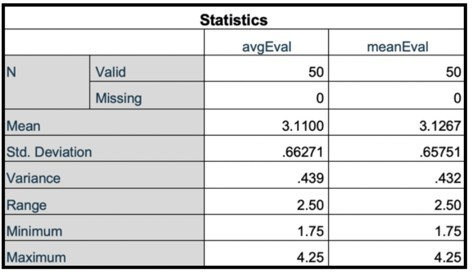 Statistics
avgEval meanEval
N Valid 50 50
Missing 0 0
Mean 3.1100 3.1267
Std. Deviation .66271 .65751
Variance .439 .432
Range 2.50 2.50
Minimum 1.75 1.75
Maximum 4.25 4.25